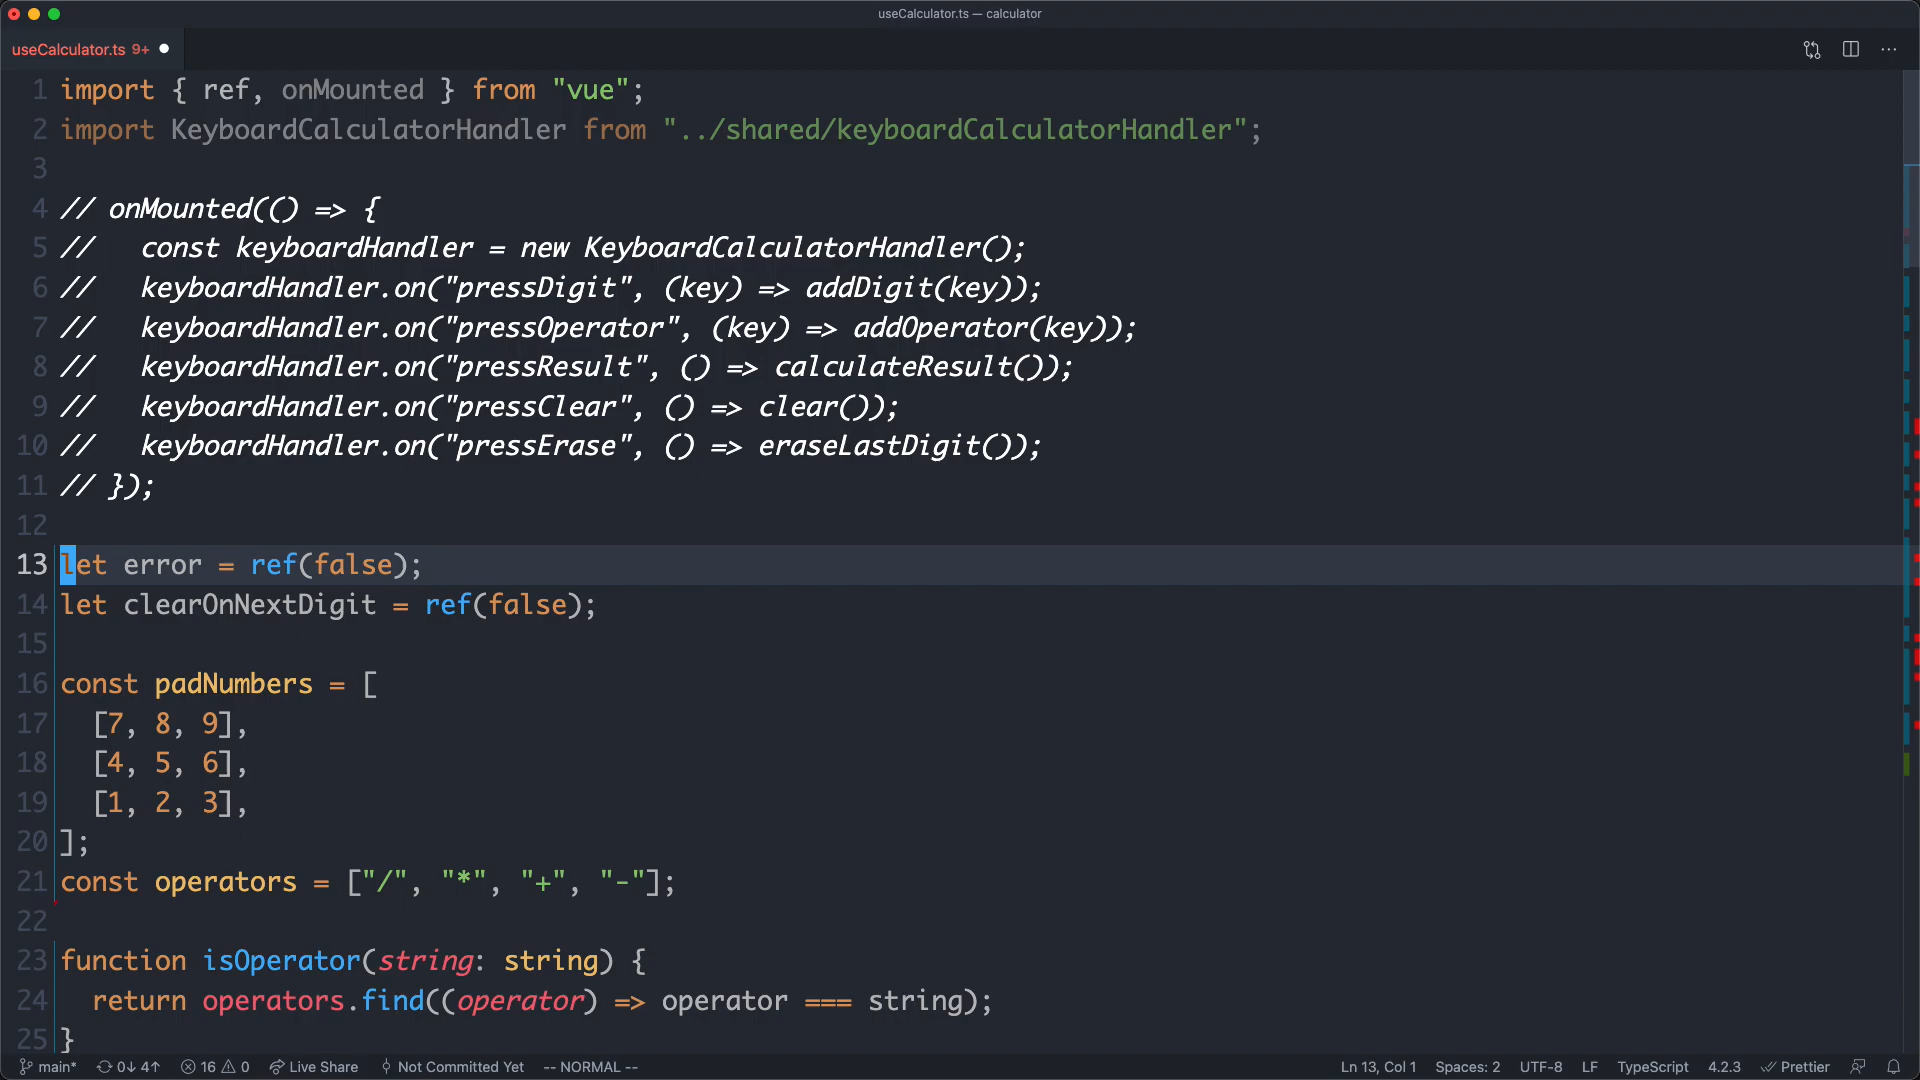 useCalculator.ts — calculator
useCalculator.ts 9+
1 import { ref, onMounted } from "vue";
2 import KeyboardCalculatorHandler from "../shared/keyboardCalculatorHandler";
3
4 // onMounted(() => {
5 //   const keyboardHandler = new KeyboardCalculatorHandler();
6 //   keyboardHandler.on("pressDigit", (key) => addDigit(key));
7 //   keyboardHandler.on("pressOperator", (key) => addOperator(key));
8 //   keyboardHandler.on("pressResult", () => calculateResult());
9 //   keyboardHandler.on("pressClear", () => clear());
10 //   keyboardHandler.on("pressErase", () => eraseLastDigit());
11 // });
12
13 let error = ref(false);
14 let clearOnNextDigit = ref(false);
15
16 const padNumbers = [
17   [7, 8, 9],
18   [4, 5, 6],
19   [1, 2, 3],
20 ];
21 const operators = ["/", "*", "+", "-"];
22
23 function isOperator(string: string) {
24   return operators.find((operator) => operator === string);
25 }
main* 0↓ 4↑ 16 0 Live Share Not Committed Yet -- NORMAL -- Ln 13, Col 1 Spaces: 2 UTF-8 LF TypeScript 4.2.3 Prettier